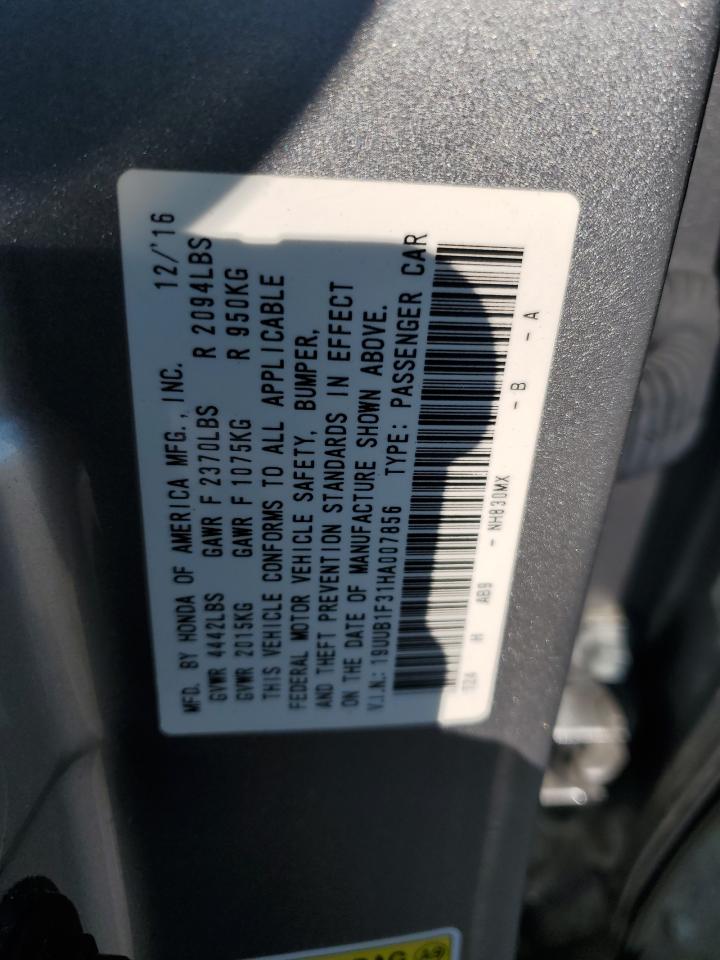 MFD. BY HONDA OF AMERICA MFG., INC. 12/'16
GVWR 4442LBS GAWR F 2370LBS R 2094LBS
GVWR 2015KG GAWR F 1075KG R 950KG
THIS VEHICLE CONFORMS TO ALL APPLICABLE
FEDERAL MOTOR VEHICLE SAFETY, BUMPER,
AND THEFT PREVENTION STANDARDS IN EFFECT
ON THE DATE OF MANUFACTURE SHOWN ABOVE.
V.I.N.: 19UUB1F31HA007856 TYPE: PASSENGER CAR
H AB9 - NH830MX - B - A